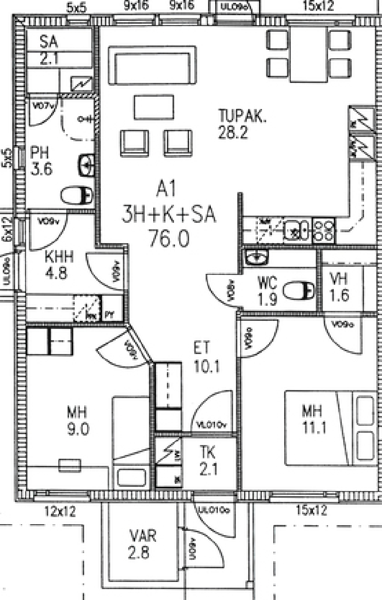 5x5
9x16
9x16
UL09o
15x12
SA
2.1
V07v
TUPAK.
28.2
5x5
PH
3.6
A1
3H+K+SA
76.0
V09v
6x12
UL09o
KHH
4.8
V09v
V08v
WC
1.9
VH
1.6
PPK
PY
V09v
ET
10.1
V09o
V09o
MH
9.0
MH
11.1
VL010v
TK
2.1
12x12
UL010o
15x12
VAR
2.8
U09v